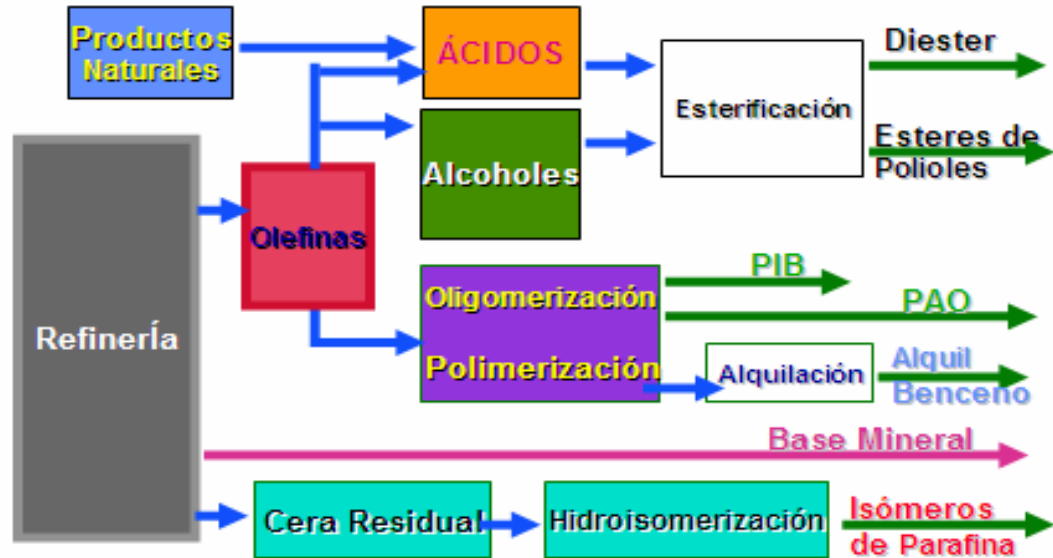 Productos
Naturales
ÁCIDOS
Diester
Esterificación
Esteres de
Polioles
Alcoholes
Olefinas
Refinería
Oligomerización
Polimerización
PIB
PAO
Alquilación
Alquil
Benceno
Base Mineral
Cera Residual
Hidroisomerización
Isómeros
de Parafina